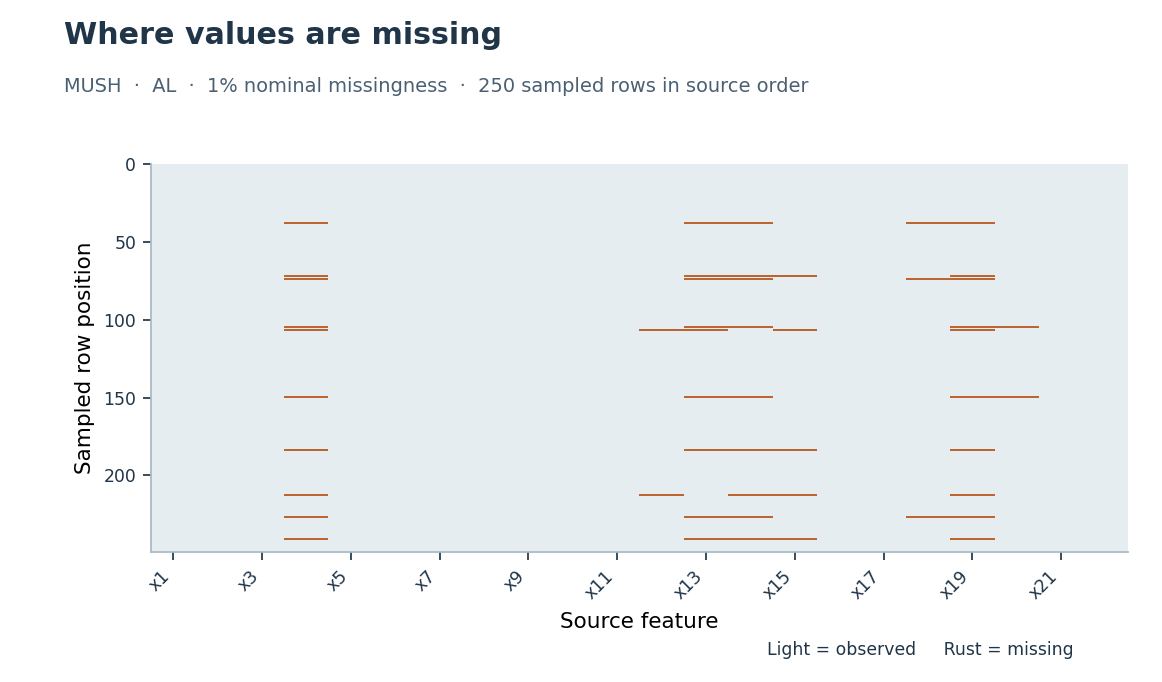 Where values are missing
MUSH · AL · 1% nominal missingness · 250 sampled rows in source order
0
50
100
150
200
Sampled row position
x1 x3 x5 x7 x9 x11 x13 x15 x17 x19 x21
Source feature
Light = observed Rust = missing